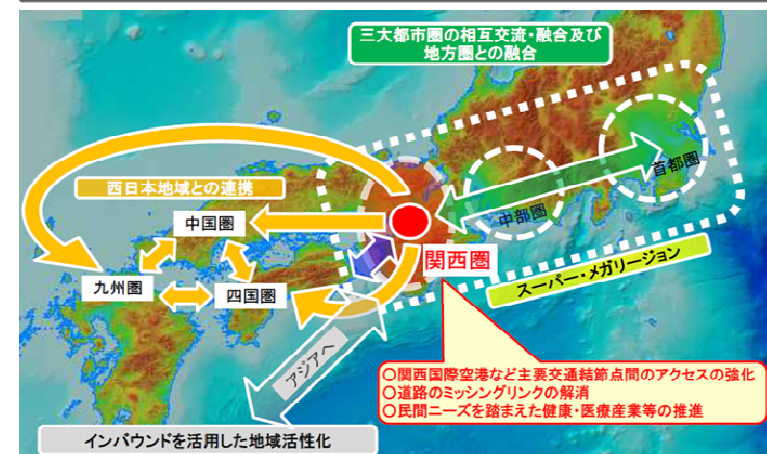 三大都市圏の相互交流・融合及び
地方圏との融合
西日本地域との連携
中国圏
九州圏
四国圏
関西圏
中部圏
首都圏
スーパー・メガリージョン
アジアへ
○関西国際空港など主要交通結節点間のアクセスの強化
○道路のミッシングリンクの解消
○民間ニーズを踏まえた健康・医療産業等の推進
インバウンドを活用した地域活性化